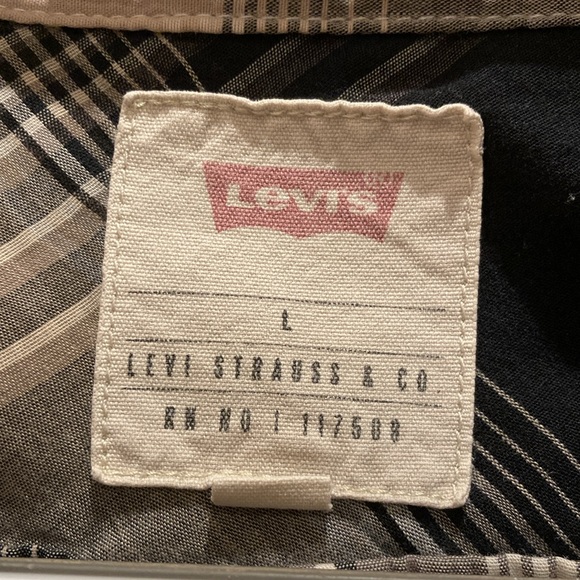 Levi's
L
LEVI STRAUSS & CO.
RN NO : 117508